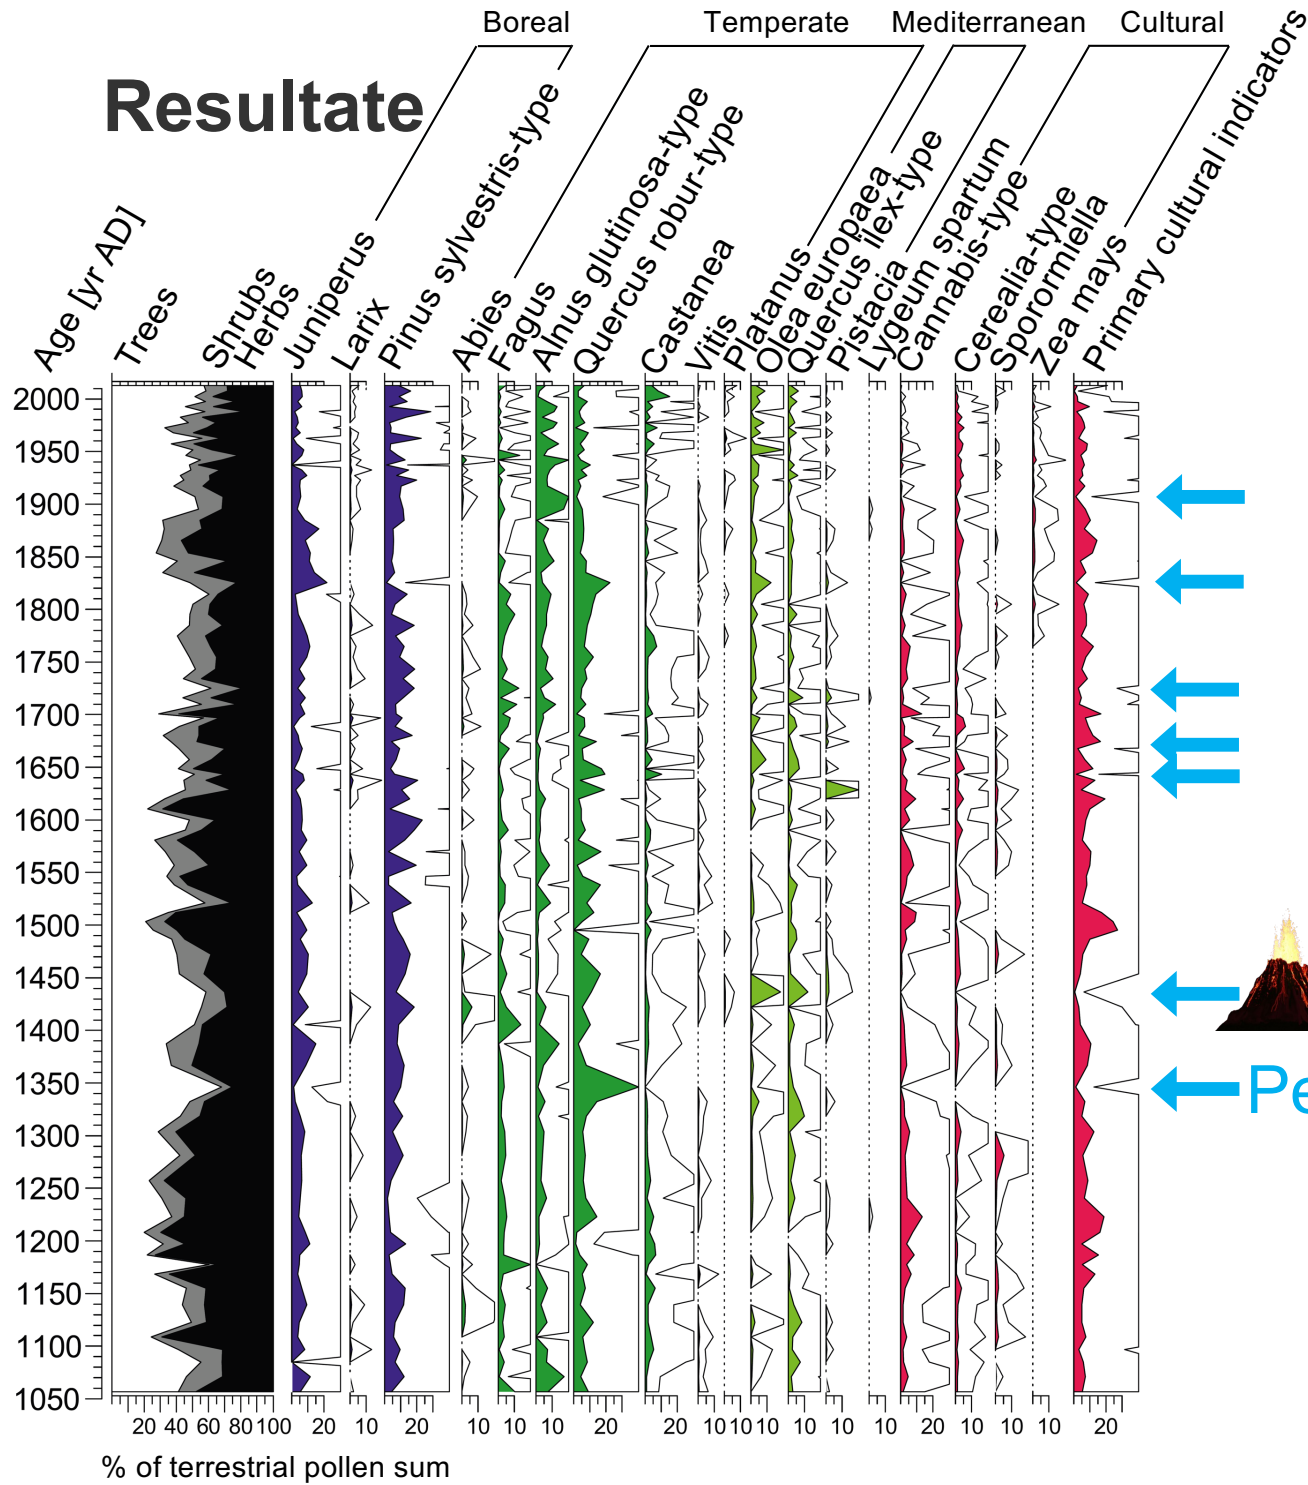 Boreal
Temperate
Mediterranean
Cultural
Resultate
Age [yr AD]
Trees
Shrubs
Herbs
Juniperus
Larix
Pinus sylvestris-type
Abies
Fagus
Alnus glutinosa-type
Quercus robur-type
Castanea
Vitis
Platanus
Olea europaea
Quercus ilex-type
Pistacia
Lygeum spartum
Cannabis-type
Cerealia-type
Sporormiella
Zea mays
Primary cultural indicators
2000
1950
1900
1850
1800
1750
1700
1650
1600
1550
1500
1450
1400
1350
Pe
1300
1250
1200
1150
1100
1050
20 40 60 80 100 20 10 20 10 10 10 10 20 20 10 10 10 10 10 10 20 10 10 10 20
% of terrestrial pollen sum